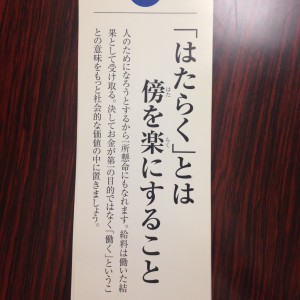 「はたらく」とは
傍を楽にすること
人のためになろうとするから一所懸命にもなれます。給料は働いた結
果として受け取る。決してお金が第一の目的ではなく「働く」というこ
との意味をもっと社会的な価値の中に置きましょう。